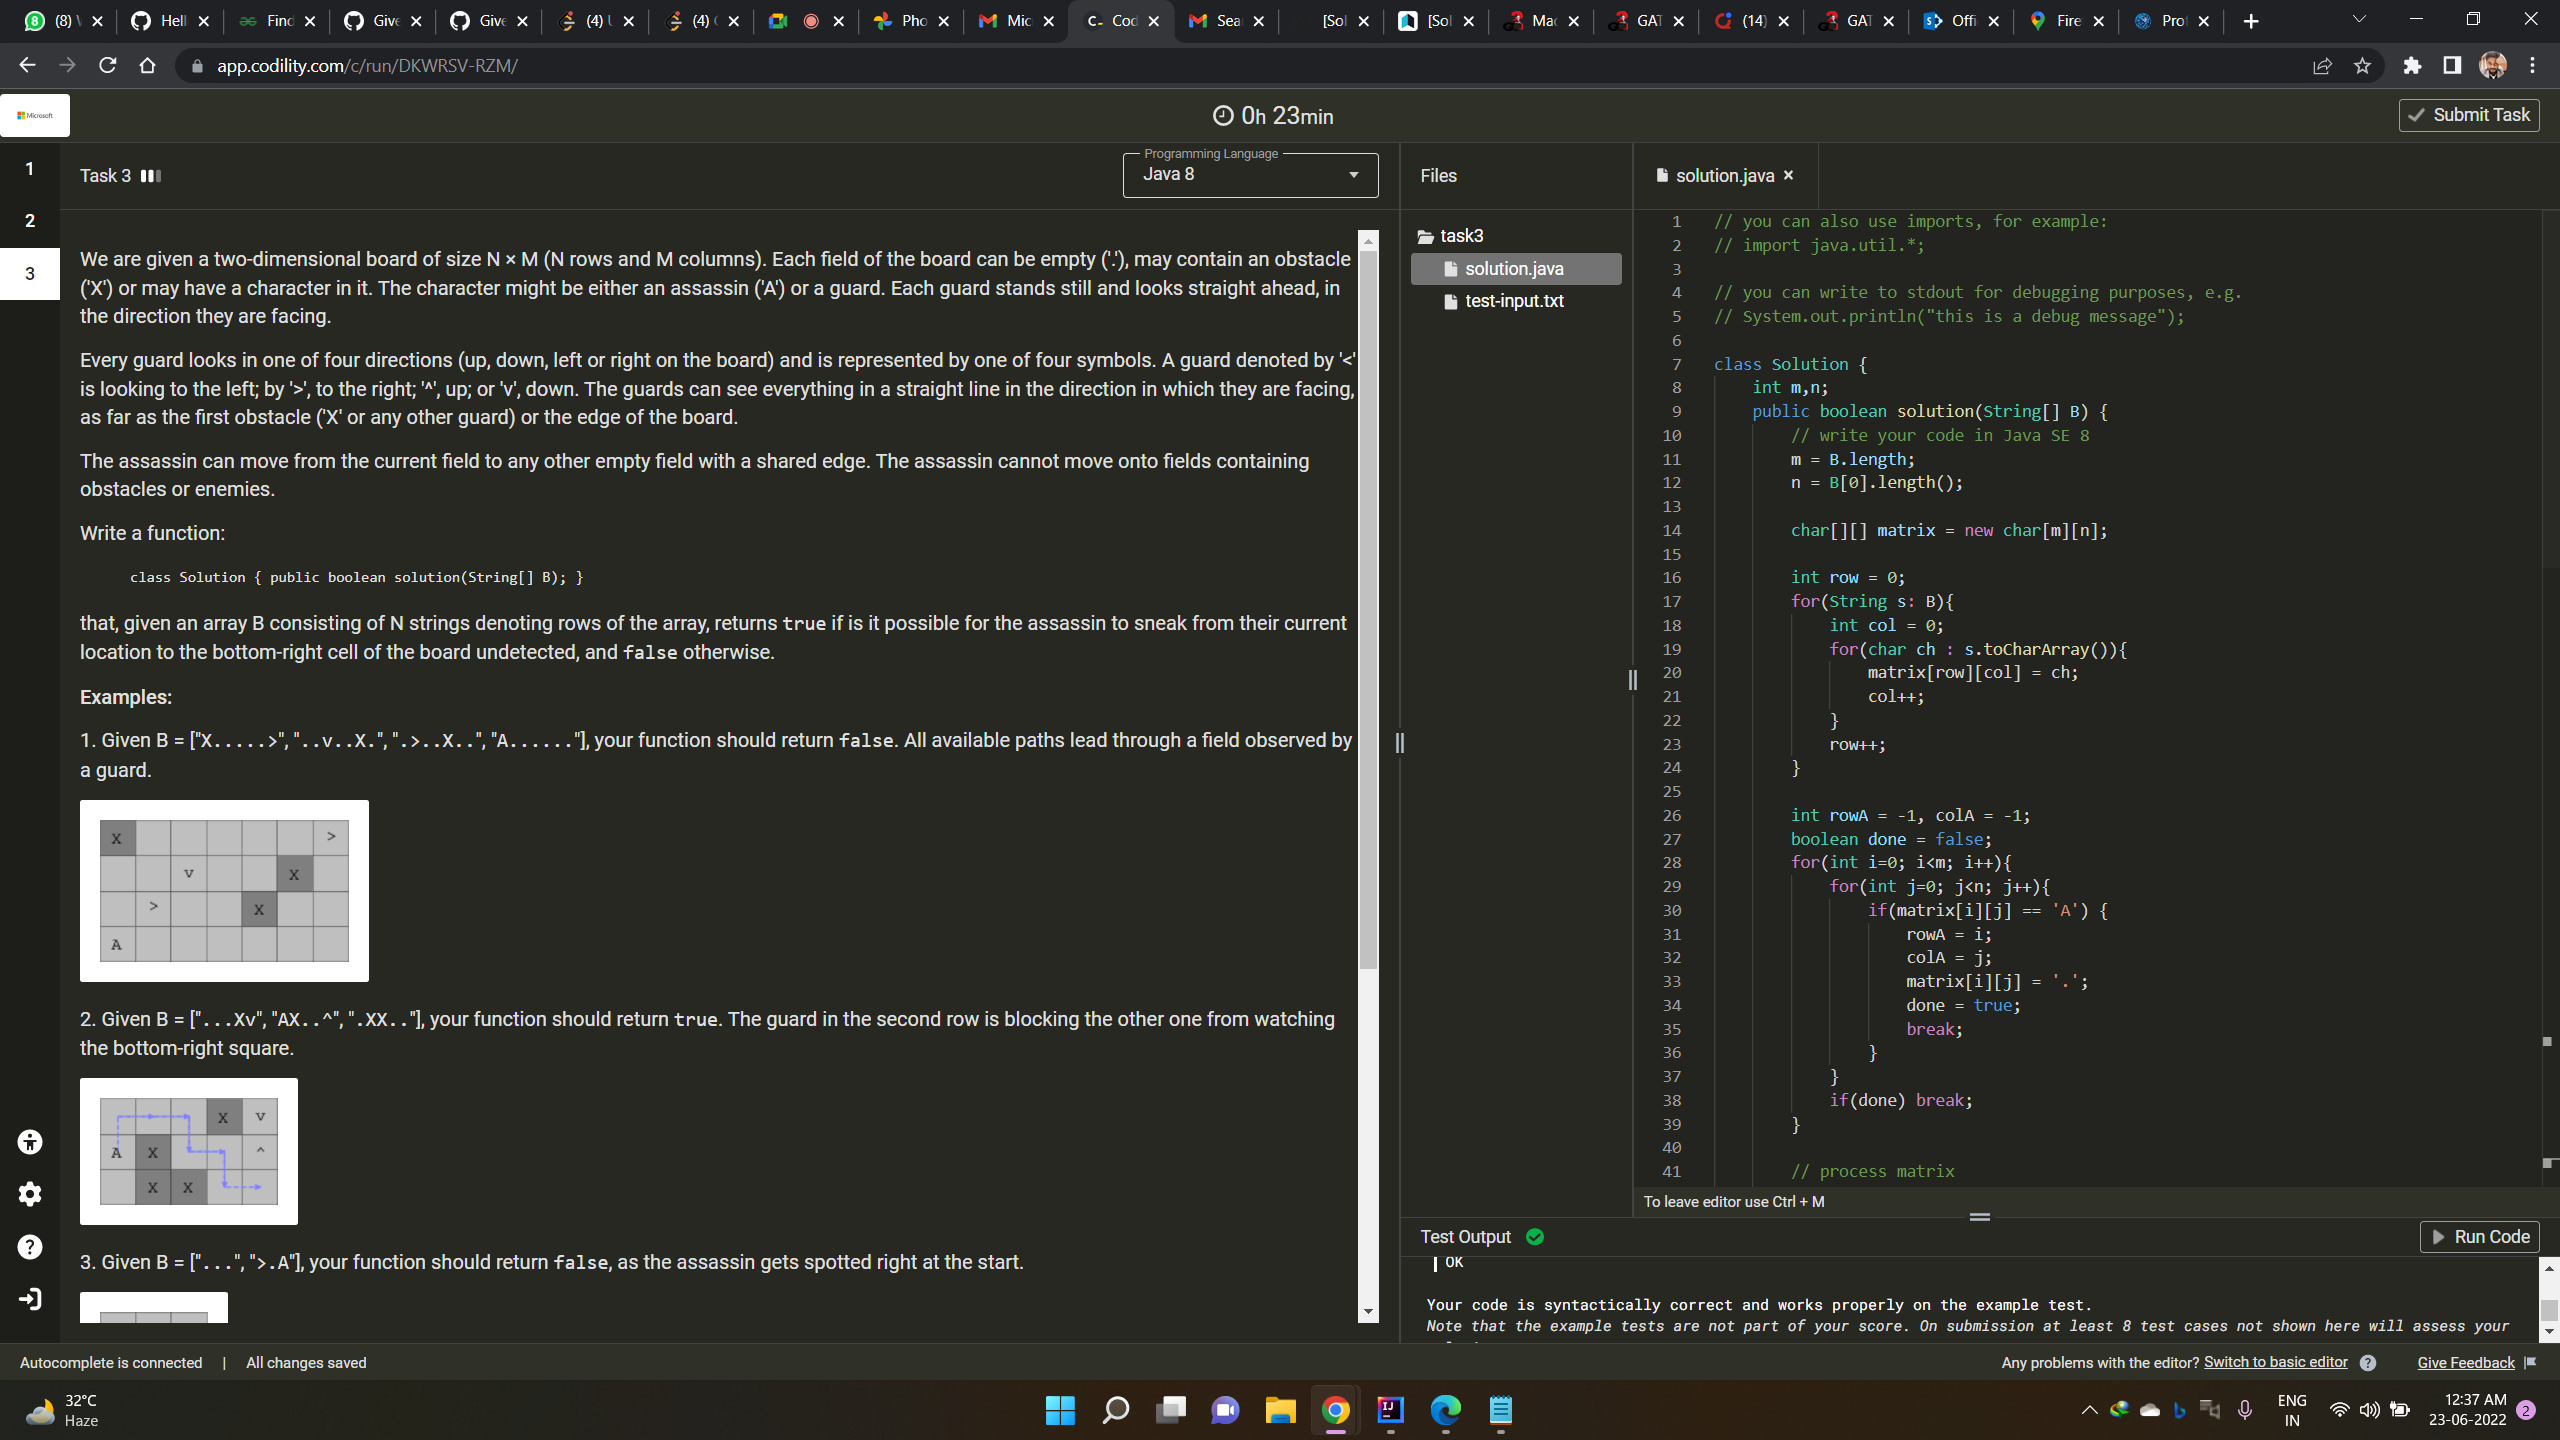 (8) W
Hell
Find
Give
Give
(4) L
(4) C
Pho
Mic
Cod
Sea
[Sol
[Sol
Mac
GAT
(14)
GAT
Offi
Fire
Prof
app.codility.com/c/run/DKWRSV-RZM/
Microsoft
0h 23min
Submit Task
1
2
3
Task 3
Programming Language
Java 8
We are given a two-dimensional board of size N × M (N rows and M columns). Each field of the board can be empty ('.'), may contain an obstacle
('X') or may have a character in it. The character might be either an assassin ('A') or a guard. Each guard stands still and looks straight ahead, in
the direction they are facing.
Every guard looks in one of four directions (up, down, left or right on the board) and is represented by one of four symbols. A guard denoted by '<'
is looking to the left; by '>', to the right; '^', up; or 'v', down. The guards can see everything in a straight line in the direction in which they are facing,
as far as the first obstacle ('X' or any other guard) or the edge of the board.
The assassin can move from the current field to any other empty field with a shared edge. The assassin cannot move onto fields containing
obstacles or enemies.
Write a function:
class Solution { public boolean solution(String[] B); }
that, given an array B consisting of N strings denoting rows of the array, returns true if is it possible for the assassin to sneak from their current
location to the bottom-right cell of the board undetected, and false otherwise.
Examples:
1. Given B = ["X.....>", "..v..X.", ".>..X..", "A......"], your function should return false. All available paths lead through a field observed by
a guard.
X >
v X
> X
A
2. Given B = ["...Xv", "AX..^", ".XX.."], your function should return true. The guard in the second row is blocking the other one from watching
the bottom-right square.
X v
A X ^
X X
3. Given B = ["...", ">.A"], your function should return false, as the assassin gets spotted right at the start.
Files
task3
solution.java
test-input.txt
solution.java
1 // you can also use imports, for example:
2 // import java.util.*;
3
4 // you can write to stdout for debugging purposes, e.g.
5 // System.out.println("this is a debug message");
6
7 class Solution {
8 int m,n;
9 public boolean solution(String[] B) {
10 // write your code in Java SE 8
11 m = B.length;
12 n = B[0].length();
13
14 char[][] matrix = new char[m][n];
15
16 int row = 0;
17 for(String s: B){
18 int col = 0;
19 for(char ch : s.toCharArray()){
20 matrix[row][col] = ch;
21 col++;
22 }
23 row++;
24 }
25
26 int rowA = -1, colA = -1;
27 boolean done = false;
28 for(int i=0; i<m; i++){
29 for(int j=0; j<n; j++){
30 if(matrix[i][j] == 'A') {
31 rowA = i;
32 colA = j;
33 matrix[i][j] = '.';
34 done = true;
35 break;
36 }
37 }
38 if(done) break;
39 }
40
41 // process matrix
To leave editor use Ctrl + M
Test Output
Run Code
OK
Your code is syntactically correct and works properly on the example test.
Note that the example tests are not part of your score. On submission at least 8 test cases not shown here will assess your
Autocomplete is connected | All changes saved
Any problems with the editor? Switch to basic editor
Give Feedback
32°C
Haze
ENG
IN
12:37 AM
23-06-2022
2